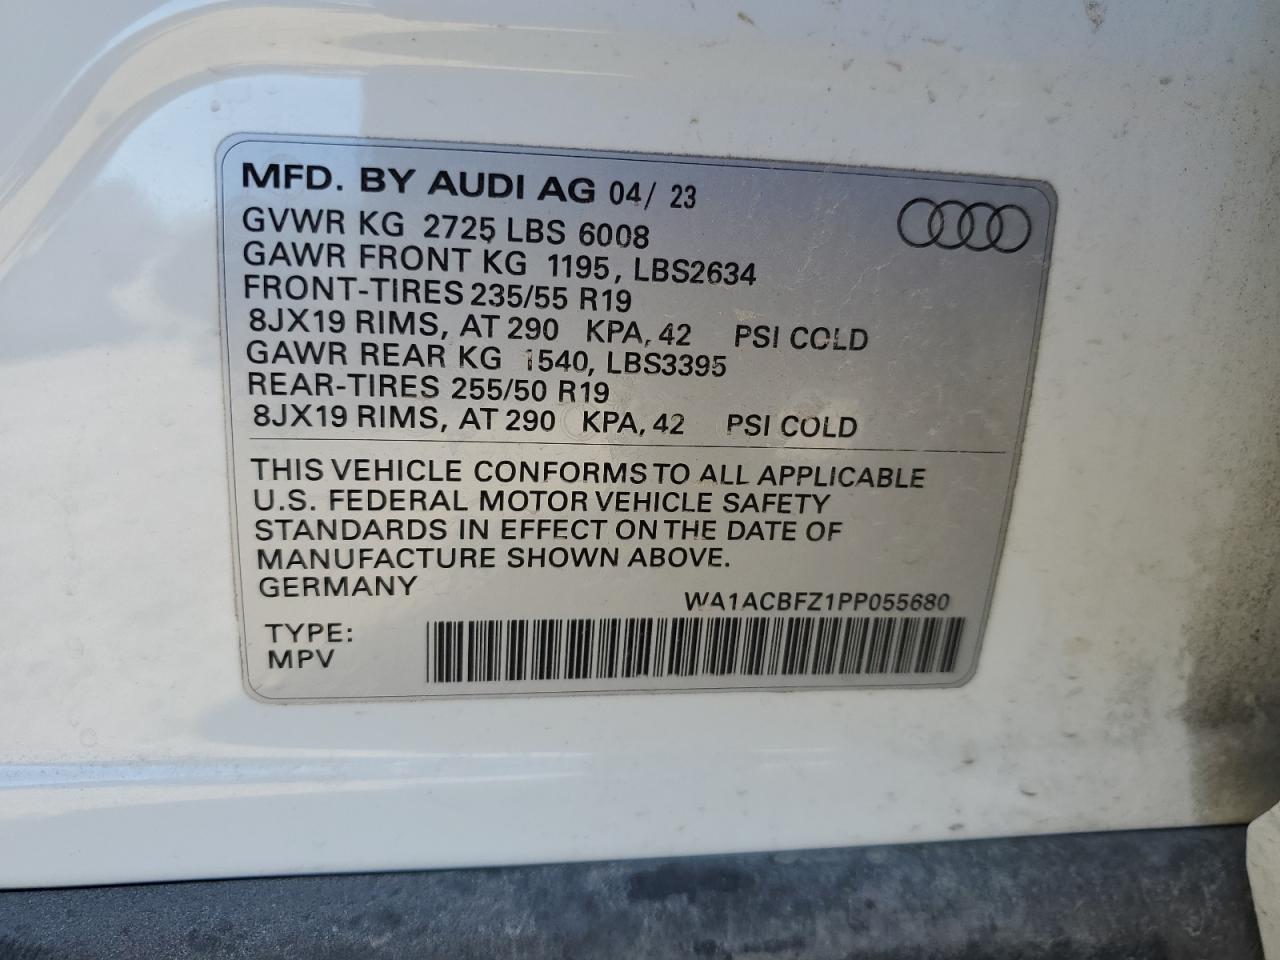 MFD. BY AUDI AG 04/ 23
GVWR KG 2725 LBS 6008
GAWR FRONT KG 1195, LBS2634
FRONT-TIRES 235/55 R19
8JX19 RIMS, AT 290 KPA, 42 PSI COLD
GAWR REAR KG 1540, LBS3395
REAR-TIRES 255/50 R19
8JX19 RIMS, AT 290 KPA, 42 PSI COLD
THIS VEHICLE CONFORMS TO ALL APPLICABLE
U.S. FEDERAL MOTOR VEHICLE SAFETY
STANDARDS IN EFFECT ON THE DATE OF
MANUFACTURE SHOWN ABOVE.
GERMANY
WA1ACBFZ1PP055680
TYPE:
MPV